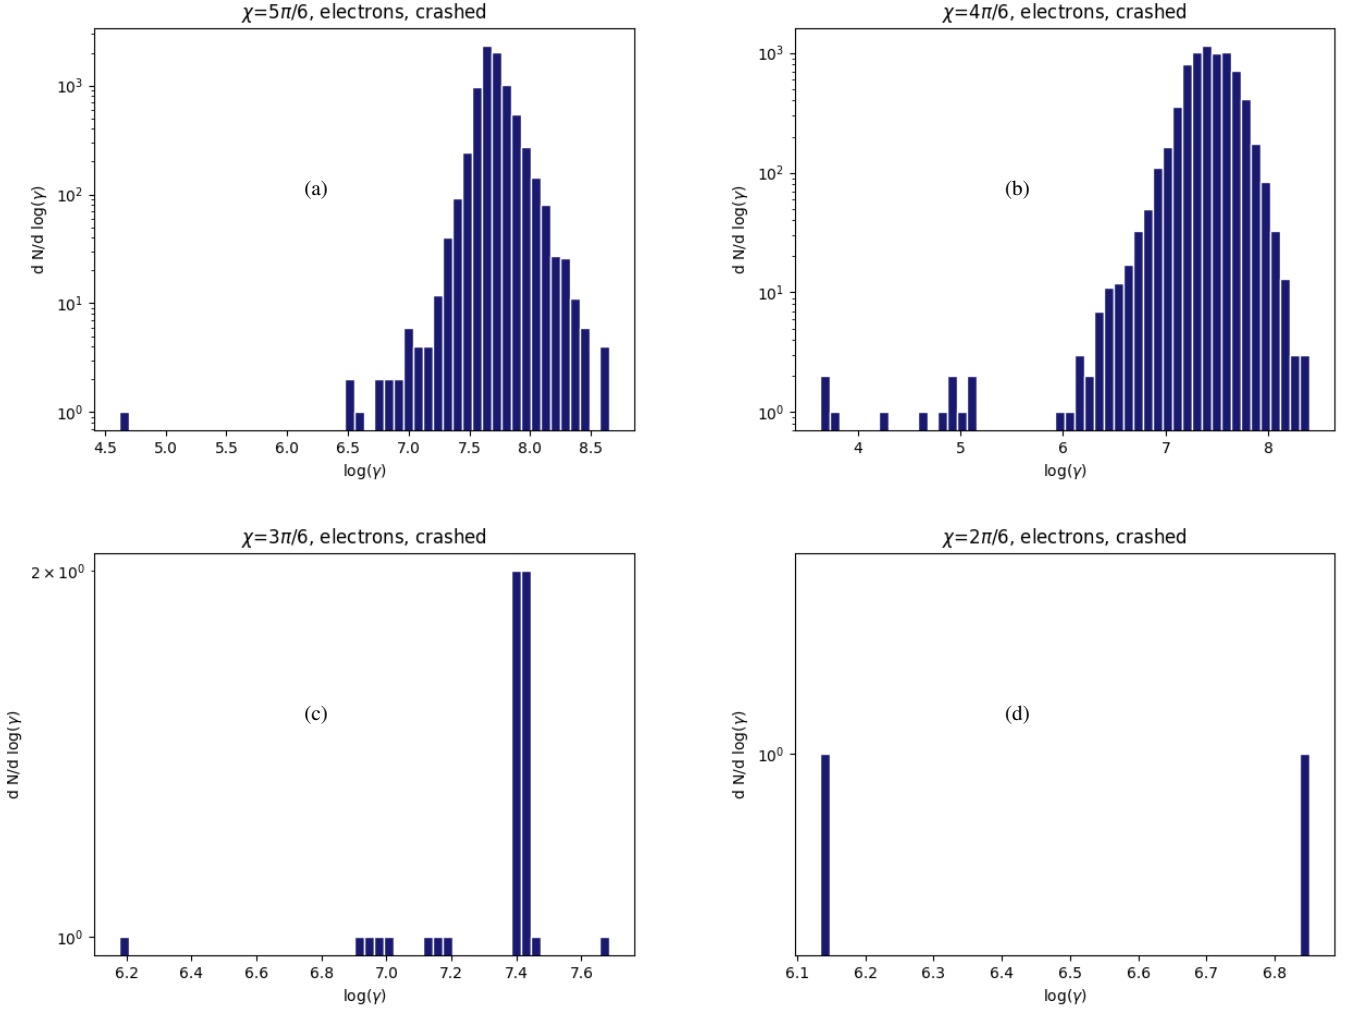 χ=5π/6, electrons, crashed
d N/d log(γ)
10³
10²
10¹
10⁰
(a)
4.5 5.0 5.5 6.0 6.5 7.0 7.5 8.0 8.5
log(γ)
χ=4π/6, electrons, crashed
d N/d log(γ)
10³
10²
10¹
10⁰
(b)
4 5 6 7 8
log(γ)
χ=3π/6, electrons, crashed
d N/d log(γ)
2 × 10⁰
10⁰
(c)
6.2 6.4 6.6 6.8 7.0 7.2 7.4 7.6
log(γ)
χ=2π/6, electrons, crashed
d N/d log(γ)
10⁰
(d)
6.1 6.2 6.3 6.4 6.5 6.6 6.7 6.8
log(γ)